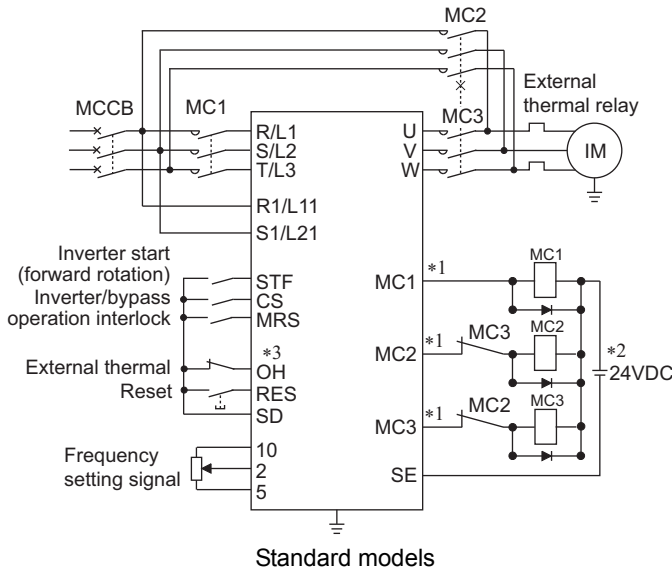 MC2
External
thermal relay
MCCB MC1
MC3
R/L1
S/L2
T/L3
U
V
W
IM
R1/L11
S1/L21
Inverter start
(forward rotation)
Inverter/bypass
operation interlock
STF
CS
MRS
External thermal
Reset
*3
OH
RES
SD
Frequency
setting signal
10
2
5
MC1 *1 MC1
MC2 *1 MC3 MC2
*2
24VDC
MC3 *1 MC2 MC3
SE
Standard models